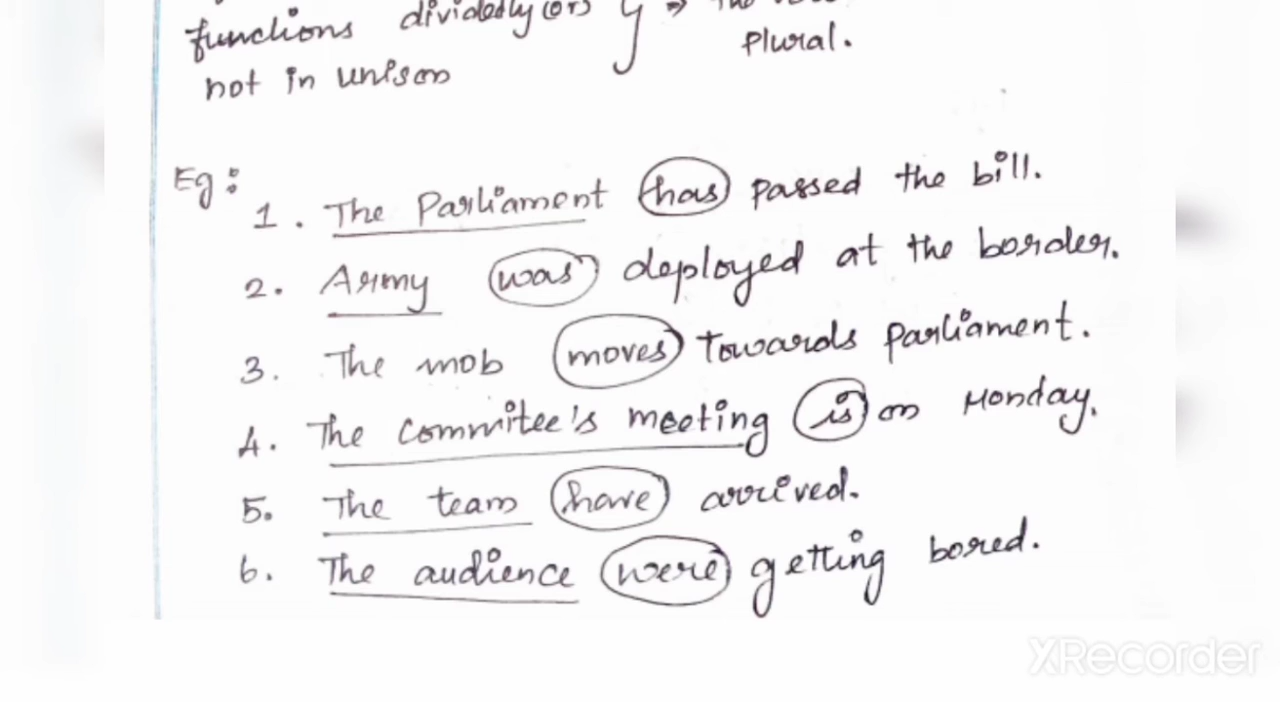 functions dividedly (or)
Plural.
not in unison
Eg:
1. The Parliament has passed the bill.
2. Army was deployed at the border.
3. The mob moves Towards parliament.
4. The commitee's meeting is on Monday.
5. The team have arrived.
6. The audience were getting bored.
XRecorder